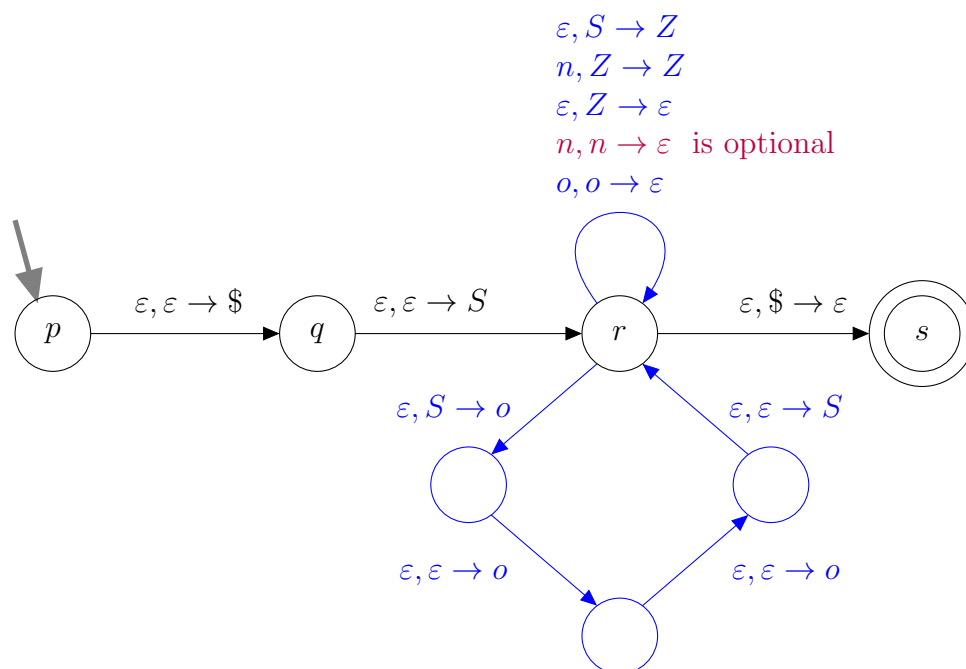 ε, S → Z
n, Z → Z
ε, Z → ε
n, n → ε is optional
o, o → ε
ε, ε → $
ε, ε → S
ε, $ → ε
p
q
r
s
ε, S → o
ε, ε → S
ε, ε → o
ε, ε → o